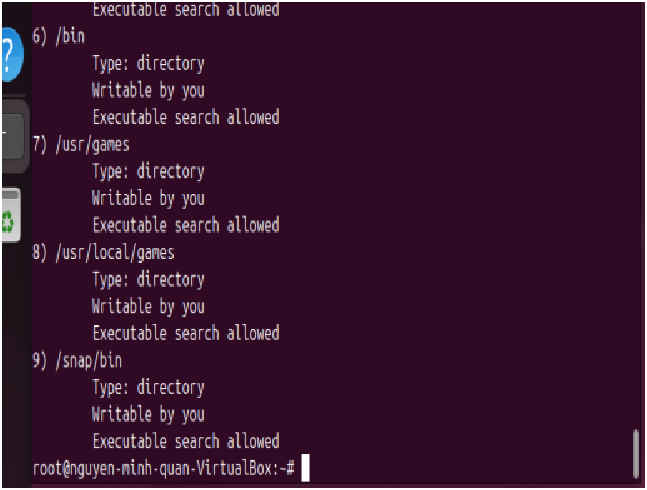 Executable search allowed
6) /bin
Type: directory
Writable by you
Executable search allowed
7) /usr/games
Type: directory
Writable by you
Executable search allowed
8) /usr/local/games
Type: directory
Writable by you
Executable search allowed
9) /snap/bin
Type: directory
Writable by you
Executable search allowed
root@nguyen-minh-quan-VirtualBox:~#